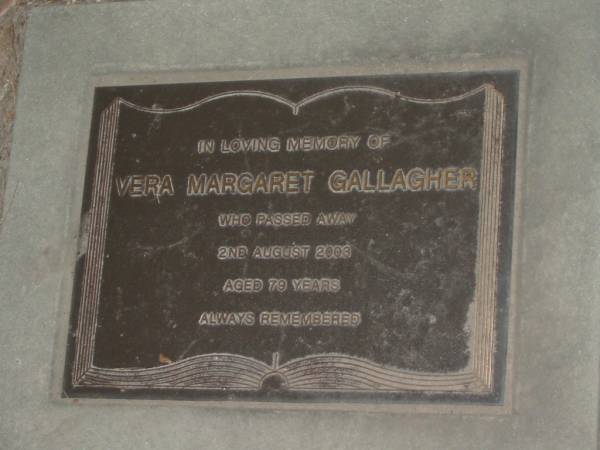 IN LOVING MEMORY OF
VERA MARGARET GALLAGHER
WHO PASSED AWAY
2ND AUGUST 2003
AGED 79 YEARS
ALWAYS REMEMBERED